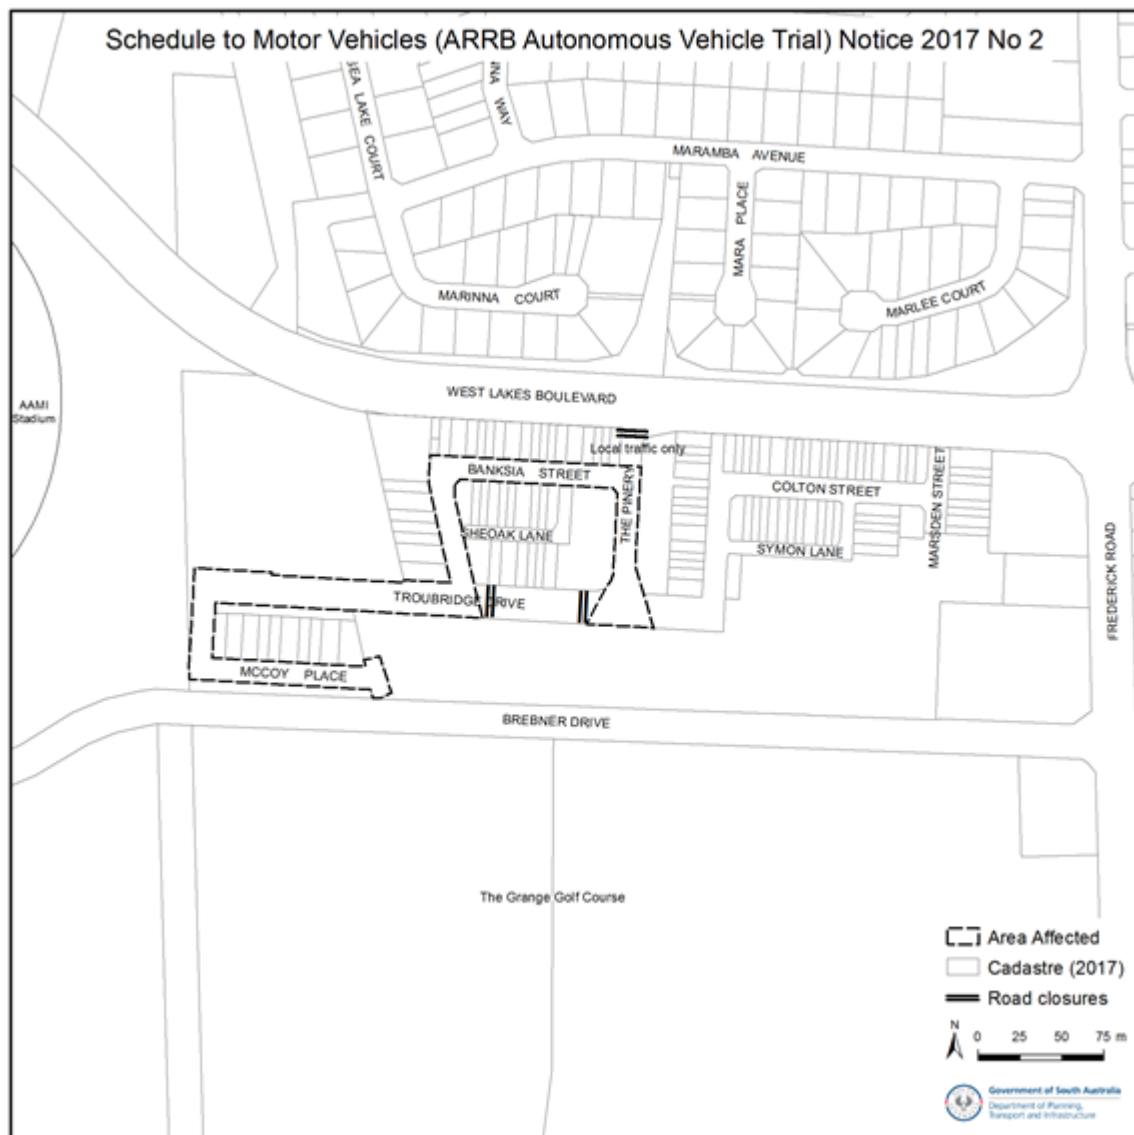 Schedule to Motor Vehicles (ARRB Autonomous Vehicle Trial) Notice 2017 No 2
SEA LAKE COURT
NNA WAY
MARAMBA AVENUE
MARA PLACE
MARINNA COURT
MARLEE COURT
WEST LAKES BOULEVARD
AAMI
Stadium
Local traffic only
BANKSIA STREET
THE PINERY
COLTON STREET
MARSDEN STREET
SHEOAK LANE
SYMON LANE
FREDERICK ROAD
TROUBRIDGE DRIVE
MCCOY PLACE
BREBNER DRIVE
The Grange Golf Course
Area Affected
Cadastre (2017)
Road closures
N
0 25 50 75 m
Government of South Australia
Department of Planning,
Transport and Infrastructure